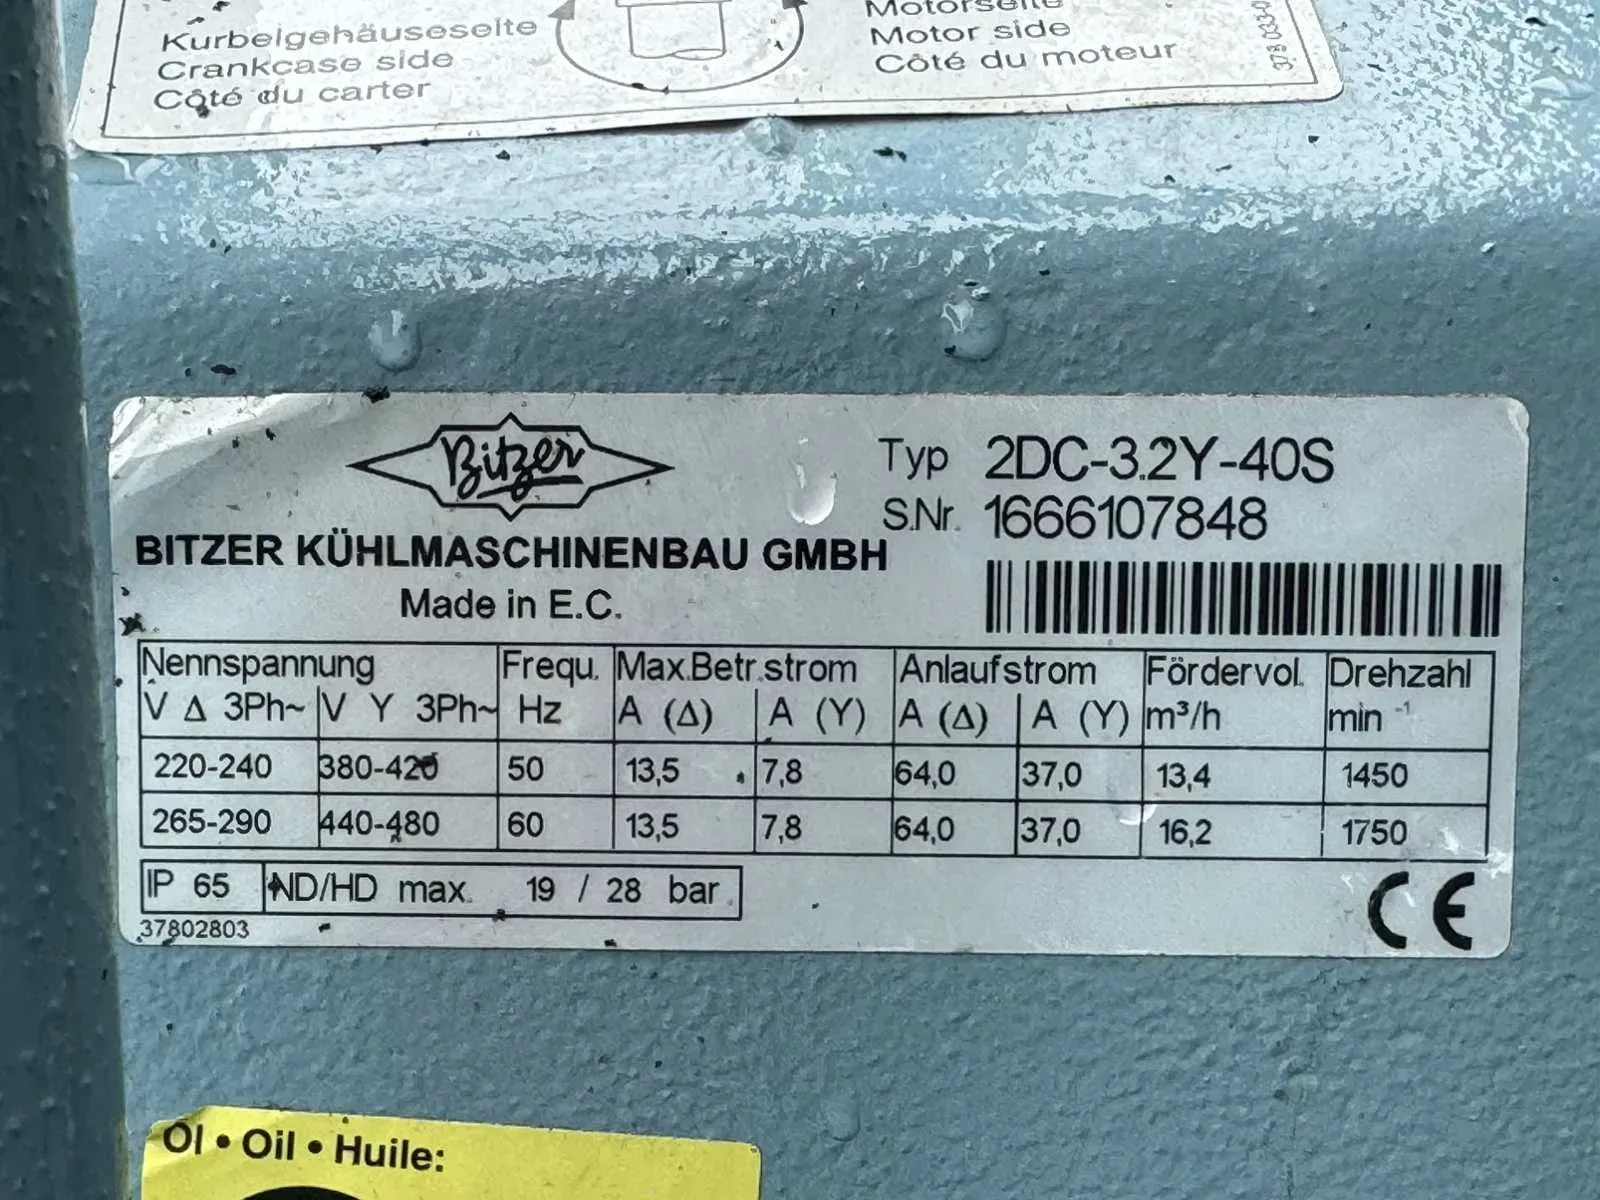 Kurbelgehäuseseite
Crankcase side
Côté du carter
Motorseite
Motor side
Côté du moteur
Bitzer
BITZER KÜHLMASCHINENBAU GMBH
Made in E.C.
Typ 2DC-3.2Y-40S
S.Nr. 1666107848
Nennspannung Frequ. Max.Betr.strom Anlaufstrom Fördervol. Drehzahl
V Δ 3Ph~ V Y 3Ph~ Hz A (Δ) A (Y) A (Δ) A (Y) m³/h min -1
220-240 380-420 50 13,5 7,8 64,0 37,0 13,4 1450
265-290 440-480 60 13,5 7,8 64,0 37,0 16,2 1750
IP 65 ND/HD max. 19 / 28 bar
37802803
CE
Öl • Oil • Huile: